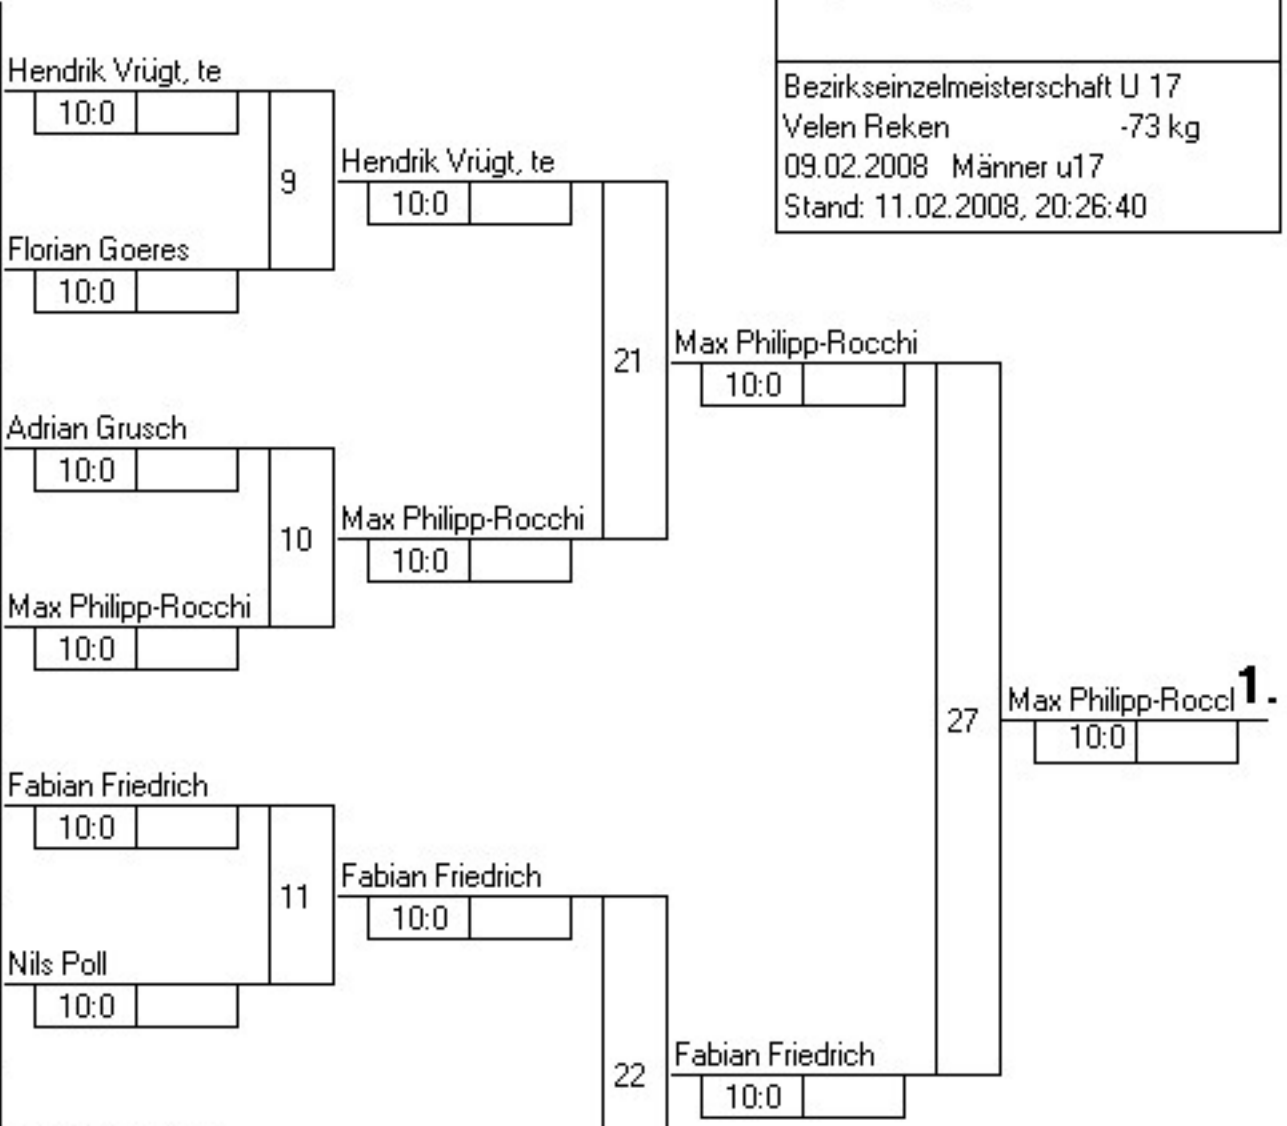 Bezirkseinzelmeisterschaft U 17
Velen Reken -73 kg
09.02.2008 Männer u17
Stand: 11.02.2008, 20:26:40
Hendrik Vrügt, te
10:0
9
Florian Goeres
10:0
Hendrik Vrügt, te
10:0
21
Adrian Grusch
10:0
10
Max Philipp-Rocchi
10:0
Max Philipp-Rocchi
10:0
Max Philipp-Rocchi
10:0
27
Max Philipp-Roccl 1.
10:0
Fabian Friedrich
10:0
11
Nils Poll
10:0
Fabian Friedrich
10:0
22
Fabian Friedrich
10:0